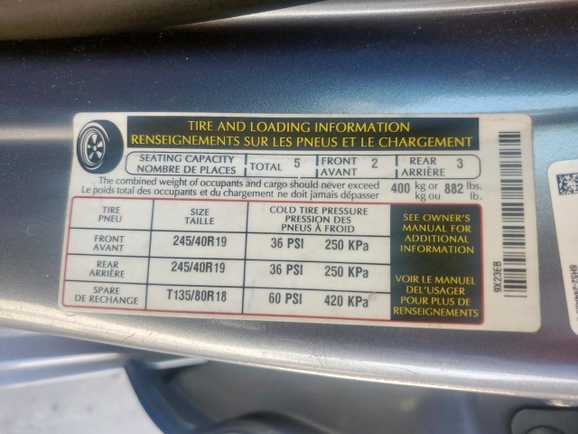 TIRE AND LOADING INFORMATION
RENSEIGNEMENTS SUR LES PNEUS ET LE CHARGEMENT
SEATING CAPACITY
NOMBRE DE PLACES
TOTAL 5
FRONT
AVANT 2
REAR
ARRIÈRE 3
The combined weight of occupants and cargo should never exceed 400 kg or 882 lbs.
Le poids total des occupants et du chargement ne doit jamais dépasser kg ou lb.
TIRE
PNEU
SIZE
TAILLE
COLD TIRE PRESSURE
PRESSION DES
PNEUS À FROID
FRONT
AVANT
245/40R19
36 PSI 250 KPa
REAR
ARRIÈRE
245/40R19
36 PSI 250 KPa
SPARE
DE RECHANGE
T135/80R18
60 PSI 420 KPa
SEE OWNER'S
MANUAL FOR
ADDITIONAL
INFORMATION
VOIR LE MANUEL
DE L'USAGER
POUR PLUS DE
RENSEIGNEMENTS
9X23EB